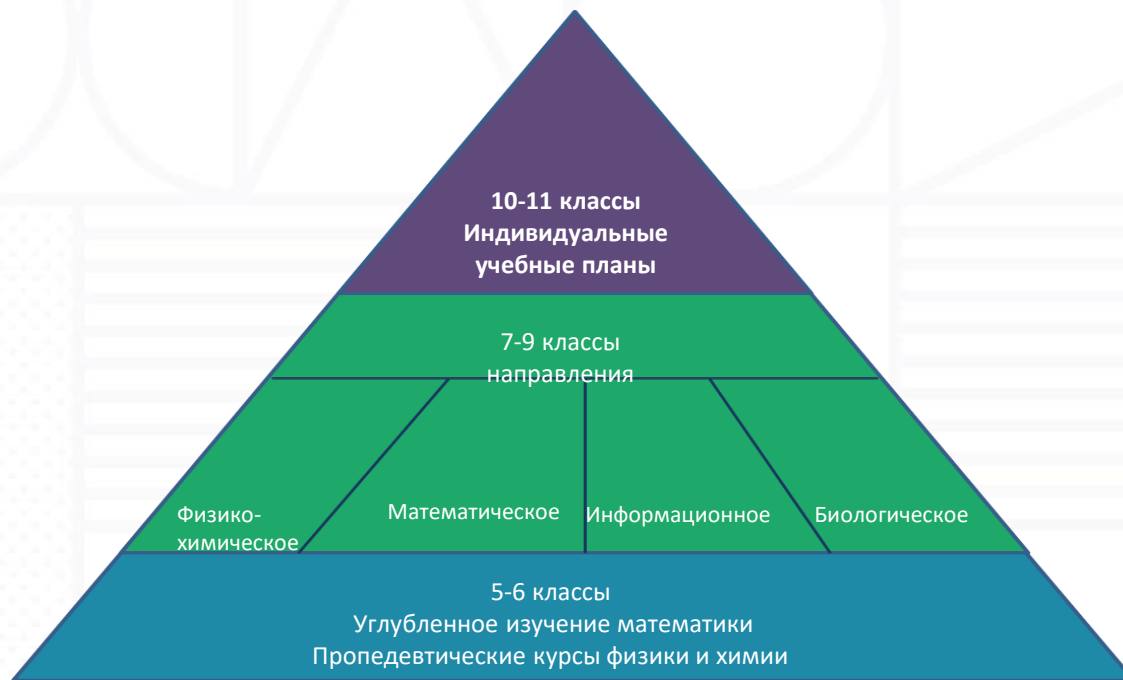 10-11 классы
Индивидуальные
учебные планы
7-9 классы
направления
Физико-
химическое
Математическое
Информационное
Биологическое
5-6 классы
Углубленное изучение математики
Пропедевтические курсы физики и химии